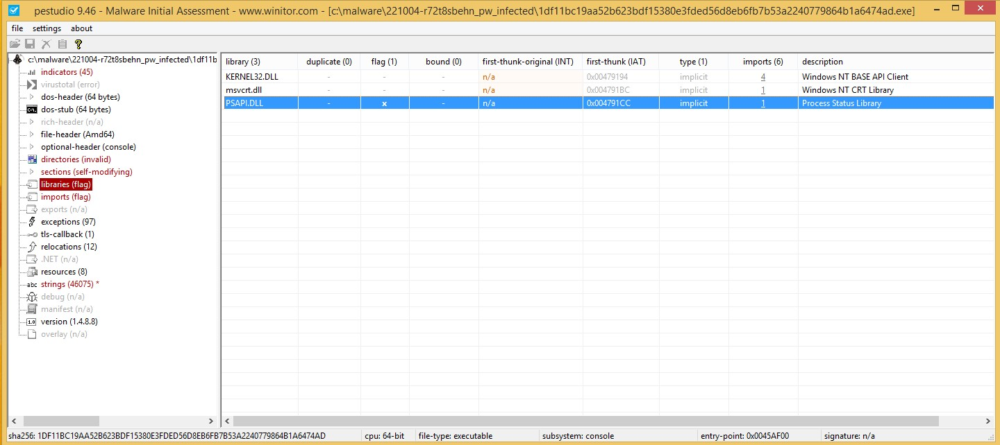 pestudio 9.46 - Malware Initial Assessment - www.winitor.com - [c:\malware\221004-r72t8sbehn_pw_infected\1df11bc19aa52b623bdf15380e3fded56d8eb6fb7b53a2240779864b1a6474ad.exe]
file settings about
c:\malware\221004-r72t8sbehn_pw_infected\1df11b
indicators (45)
virustotal (error)
dos-header (64 bytes)
dos-stub (64 bytes)
rich-header (n/a)
file-header (Amd64)
optional-header (console)
directories (invalid)
sections (self-modifying)
libraries (flag)
imports (flag)
exports (n/a)
exceptions (97)
tls-callback (1)
relocations (12)
.NET (n/a)
resources (8)
abc strings (46075) *
debug (n/a)
manifest (n/a)
1.0 version (1.4.8.8)
overlay (n/a)
library (3) duplicate (0) flag (1) bound (0) first-thunk-original (INT) first-thunk (IAT) type (1) imports (6) description
KERNEL32.DLL - - - n/a 0x00479194 implicit 4 Windows NT BASE API Client
msvcrt.dll - - - n/a 0x004791BC implicit 1 Windows NT CRT Library
PSAPI.DLL - x - n/a 0x004791CC implicit 1 Process Status Library
sha256: 1DF11BC19AA52B623BDF15380E3FDED56D8EB6FB7B53A2240779864B1A6474AD cpu: 64-bit file-type: executable subsystem: console entry-point: 0x0045AF00 signature: n/a